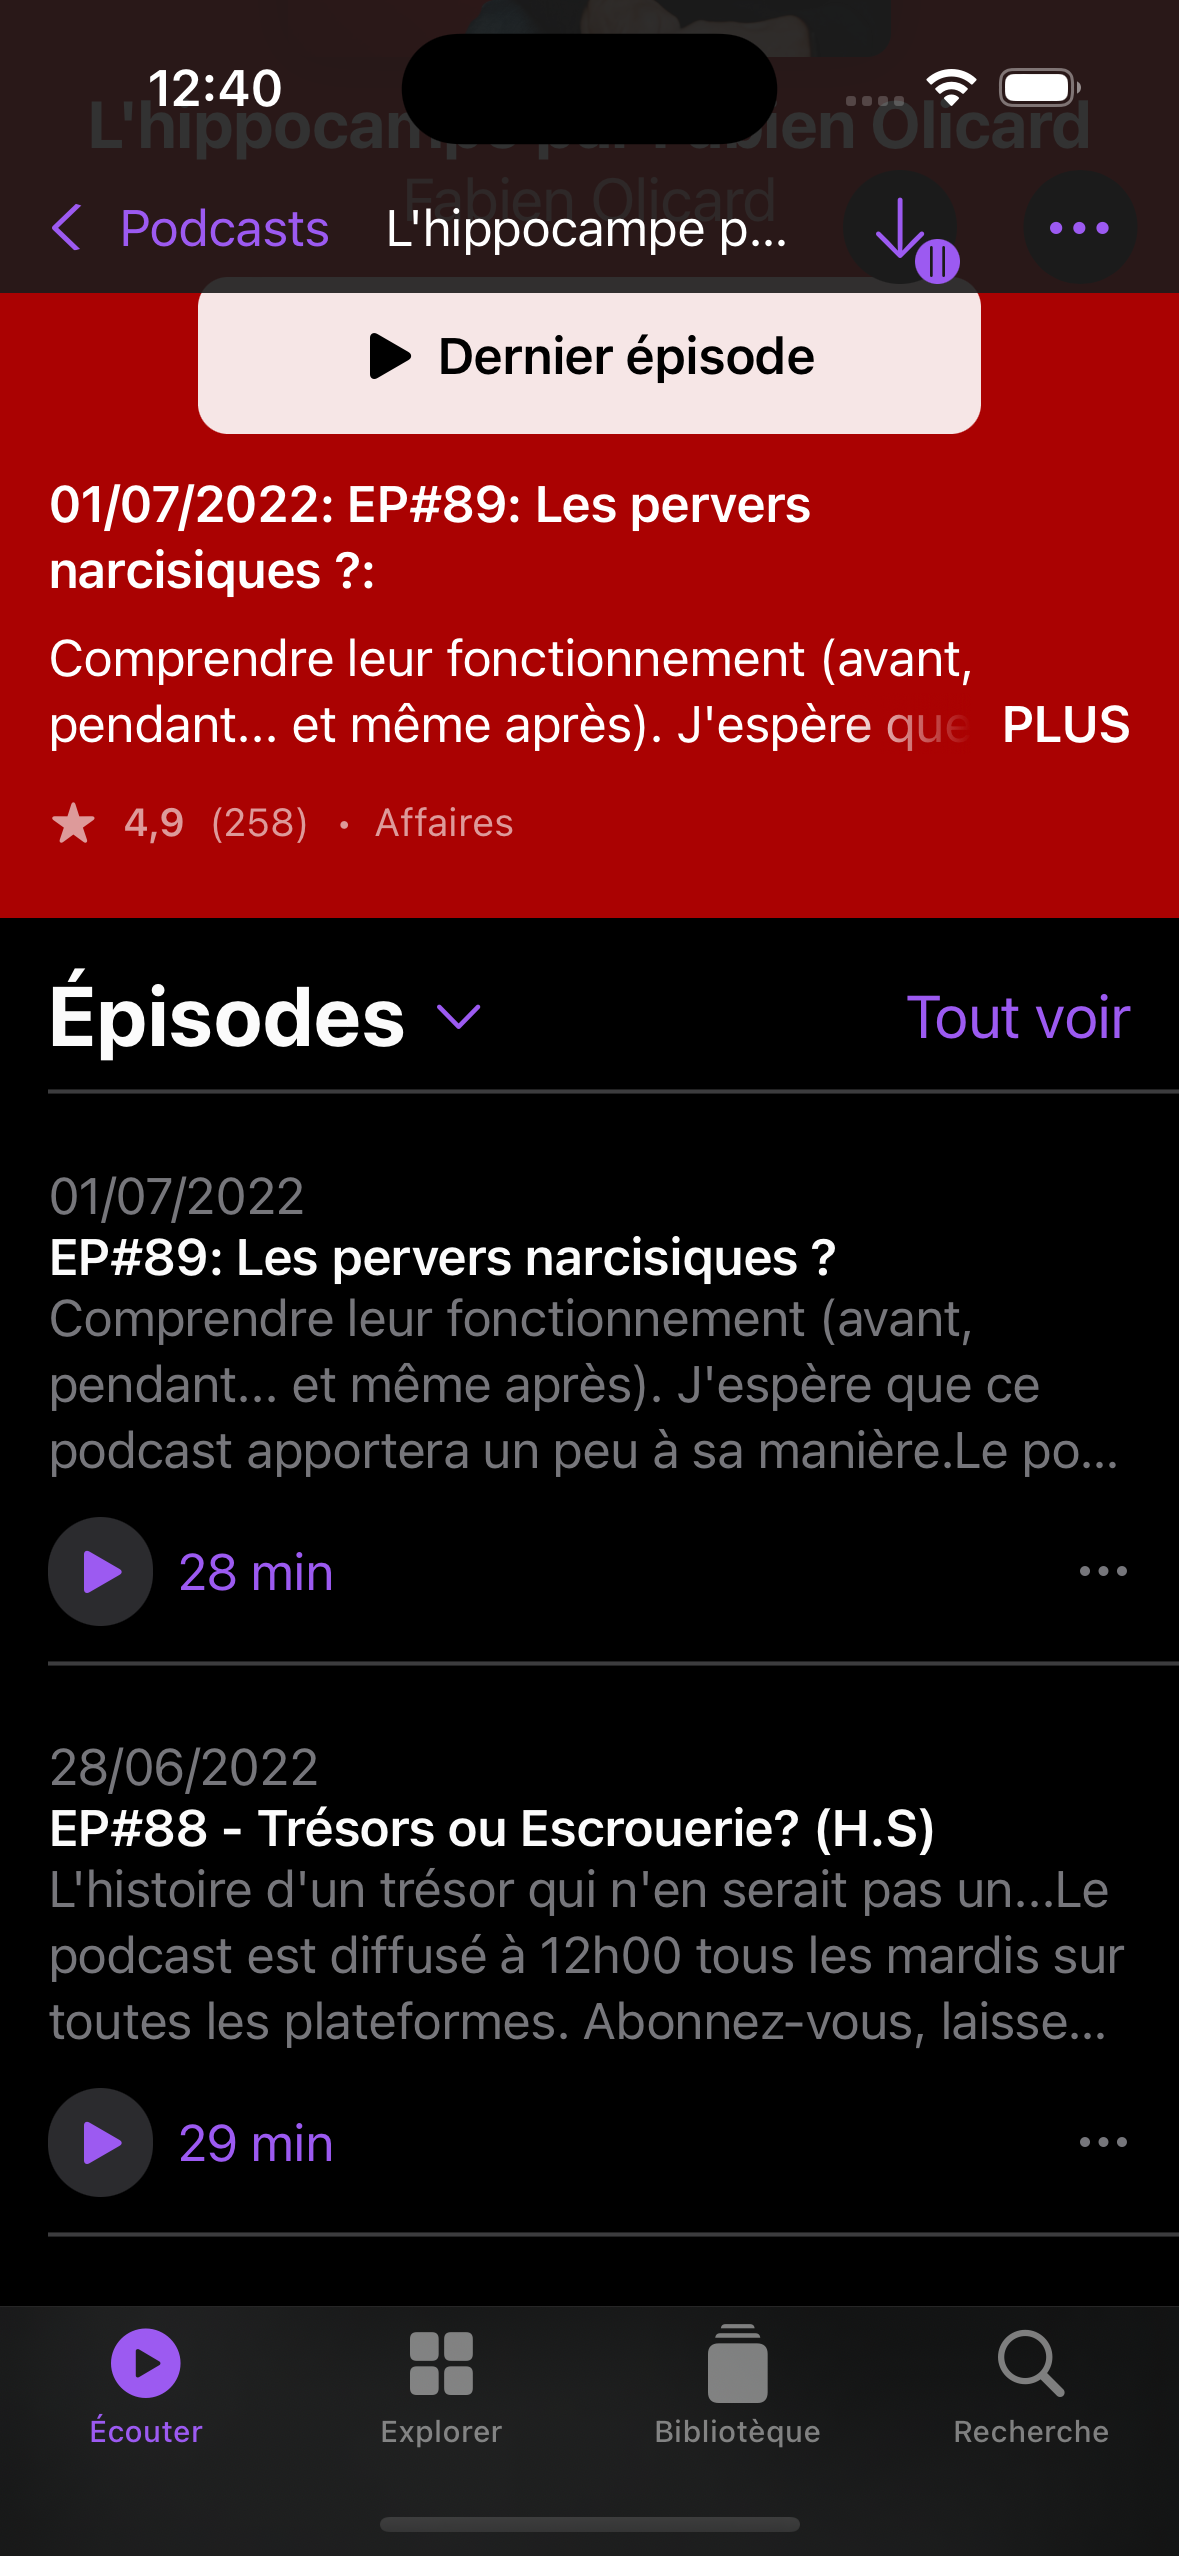 12:40
L'hippocampe par Fabien Olicard
Fabien Olicard
Podcasts
L'hippocampe p...
Dernier épisode
01/07/2022: EP#89: Les pervers
narcisiques ?:
Comprendre leur fonctionnement (avant,
pendant... et même après). J'espère que PLUS
4,9 (258) • Affaires
Épisodes
Tout voir
01/07/2022
EP#89: Les pervers narcisiques ?
Comprendre leur fonctionnement (avant,
pendant... et même après). J'espère que ce
podcast apportera un peu à sa manière.Le po...
28 min
28/06/2022
EP#88 - Trésors ou Escrouerie? (H.S)
L'histoire d'un trésor qui n'en serait pas un...Le
podcast est diffusé à 12h00 tous les mardis sur
toutes les plateformes. Abonnez-vous, laisse...
29 min
Écouter
Explorer
Bibliotèque
Recherche